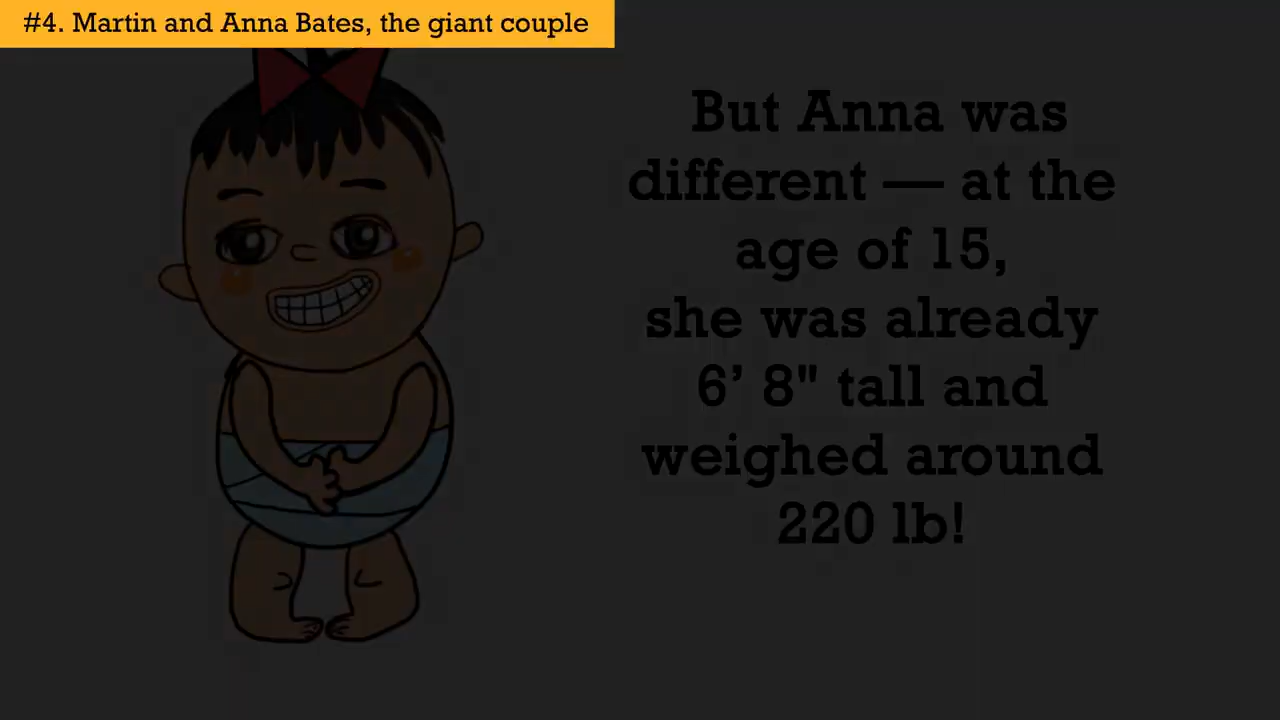 #4. Martin and Anna Bates, the giant couple
But Anna was
different — at the
age of 15,
she was already
6’ 8" tall and
weighed around
220 lb!